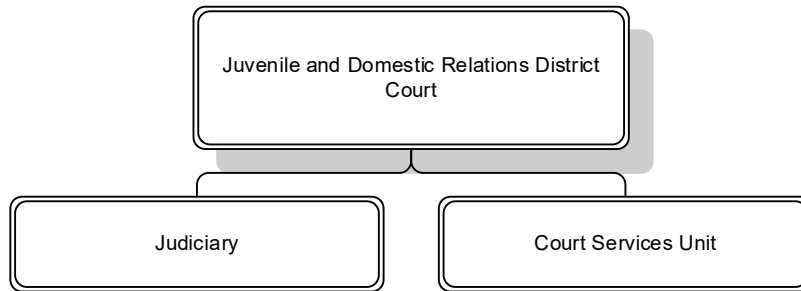 Juvenile and Domestic Relations District
Court
Judiciary
Court Services Unit